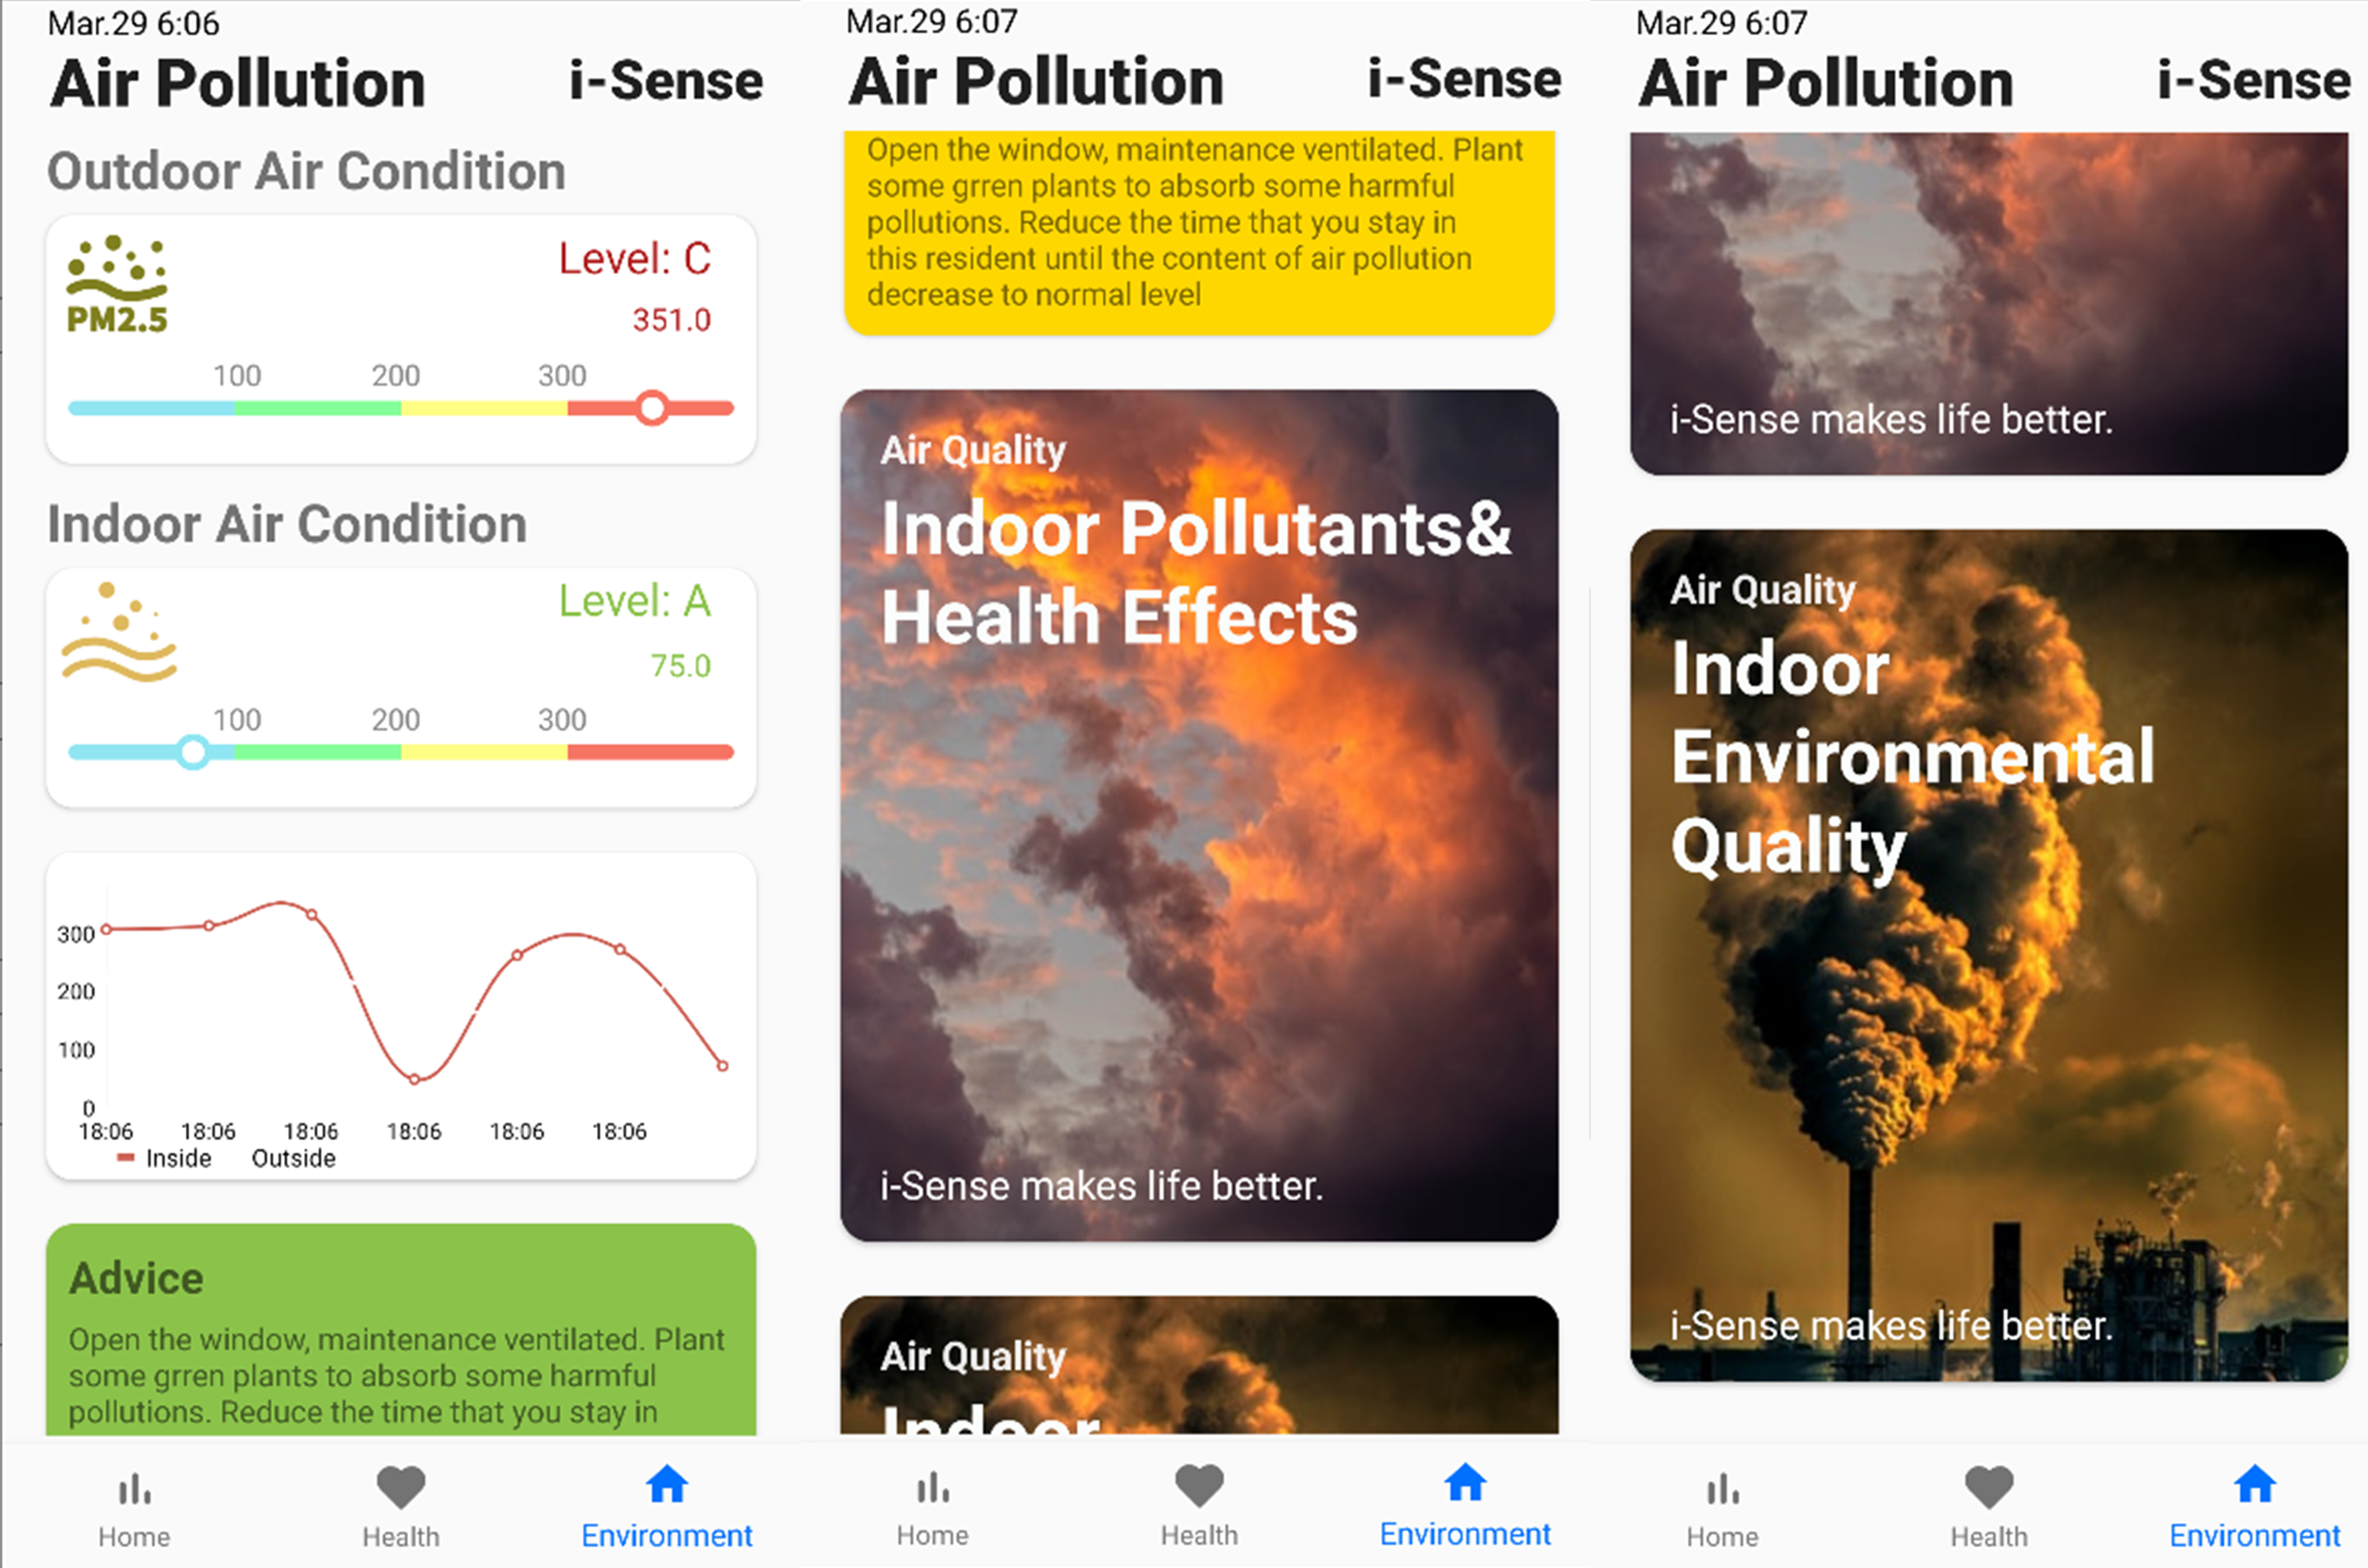 Mar.29 6:06
Air Pollution i-Sense
Outdoor Air Condition
PM2.5
Level: C
351.0
100 200 300
Indoor Air Condition
Level: A
75.0
100 200 300
300
200
100
0
18:06 18:06 18:06 18:06 18:06 18:06
Inside Outside
Advice
Open the window, maintenance ventilated. Plant
some grren plants to absorb some harmful
pollutions. Reduce the time that you stay in
Home Health Environment
Mar.29 6:07
Air Pollution i-Sense
Open the window, maintenance ventilated. Plant
some grren plants to absorb some harmful
pollutions. Reduce the time that you stay in
this resident until the content of air pollution
decrease to normal level
Air Quality
Indoor Pollutants&
Health Effects
i-Sense makes life better.
Air Quality
Indoor
Home Health Environment
Mar.29 6:07
Air Pollution i-Sense
i-Sense makes life better.
Air Quality
Indoor
Environmental
Quality
i-Sense makes life better.
Home Health Environment